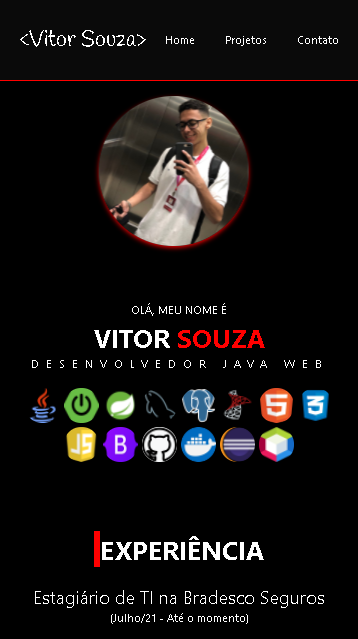 <Vitor Souza> Home Projetos Contato
OLÁ, MEU NOME É
VITOR SOUZA
DESENVOLVEDOR JAVA WEB
EXPERIÊNCIA
Estagiário de TI na Bradesco Seguros
(Julho/21 - Até o momento)